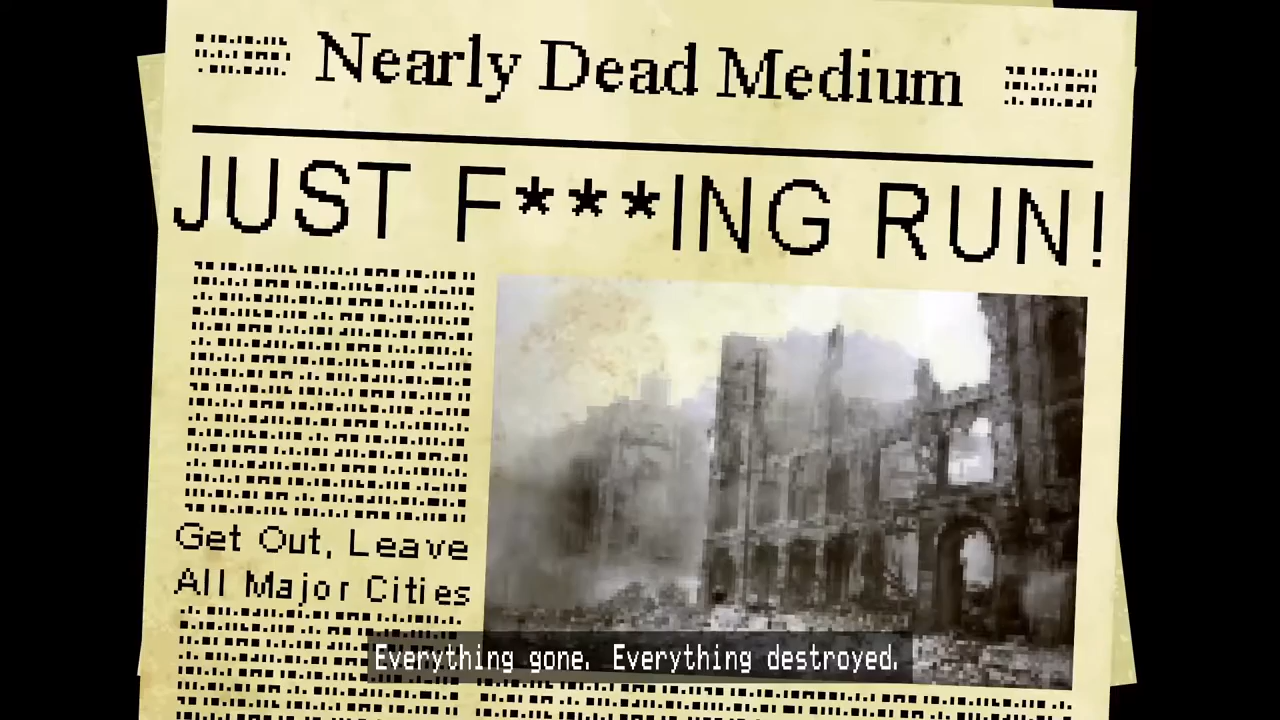 Nearly Dead Medium
JUST F***ING RUN!
Get Out, Leave
All Major Cities
Everything gone. Everything destroyed.